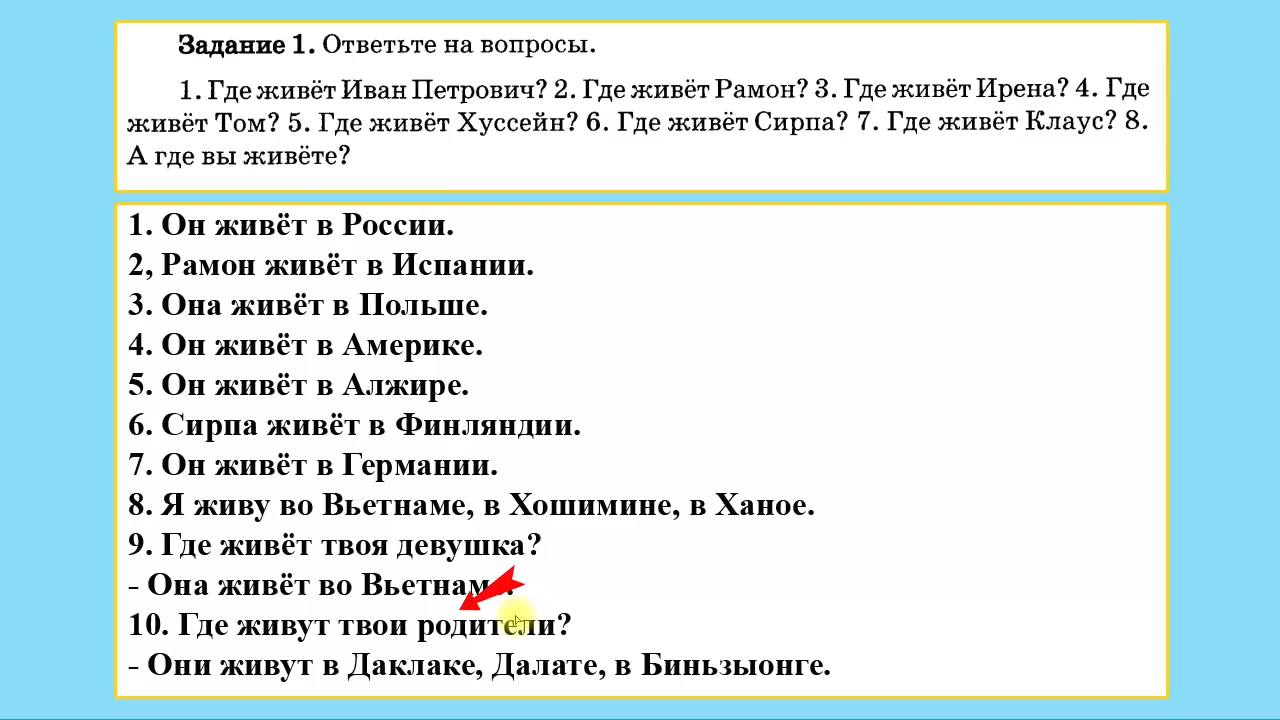 Задание 1. Ответьте на вопросы.
1. Где живёт Иван Петрович? 2. Где живёт Рамон? 3. Где живёт Ирена? 4. Где
живёт Том? 5. Где живёт Хуссейн? 6. Где живёт Сирпа? 7. Где живёт Клаус? 8.
А где вы живёте?
1. Он живёт в России.
2, Рамон живёт в Испании.
3. Она живёт в Польше.
4. Он живёт в Америке.
5. Он живёт в Алжире.
6. Сирпа живёт в Финляндии.
7. Он живёт в Германии.
8. Я живу во Вьетнаме, в Хошимине, в Ханое.
9. Где живёт твоя девушка?
- Она живёт во Вьетнаме.
10. Где живут твои родители?
- Они живут в Даклаке, Далате, в Биньзыонге.